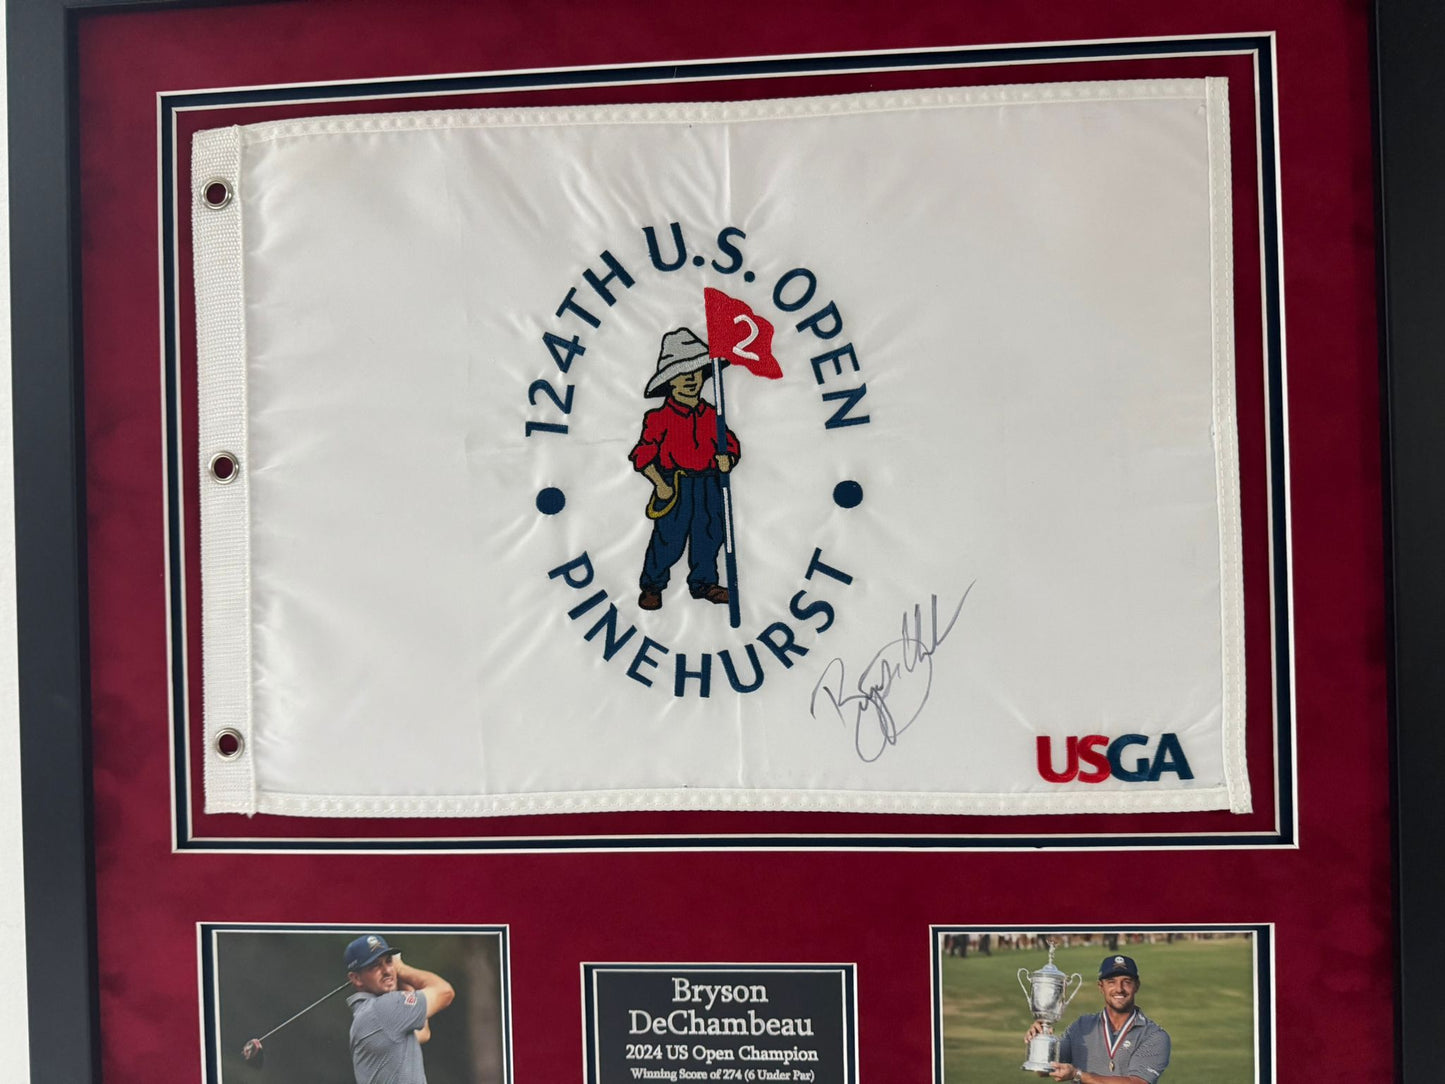 124TH U.S. OPEN
2
PINEHURST
USGA
Bryson
DeChambeau
2024 US Open Champion
Winning Score of 274 (6 Under Par)